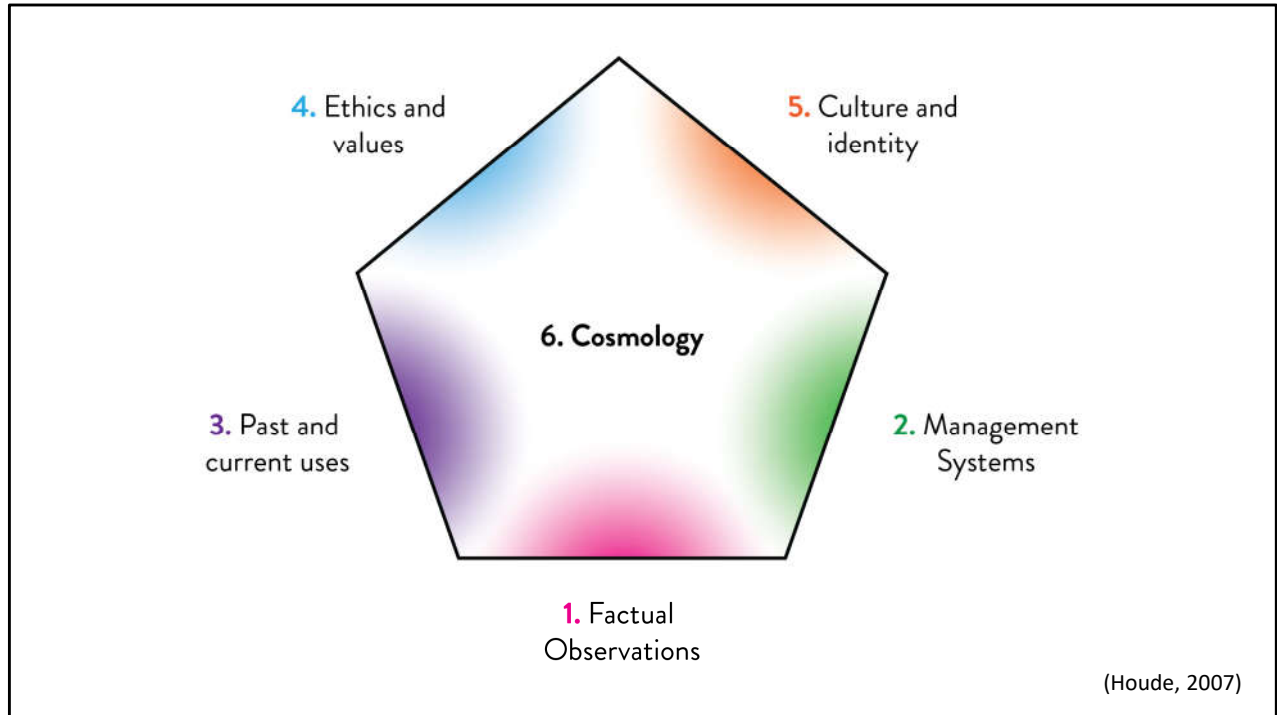 4. Ethics and
values
5. Culture and
identity
6. Cosmology
3. Past and
current uses
2. Management
Systems
1. Factual
Observations
(Houde, 2007)